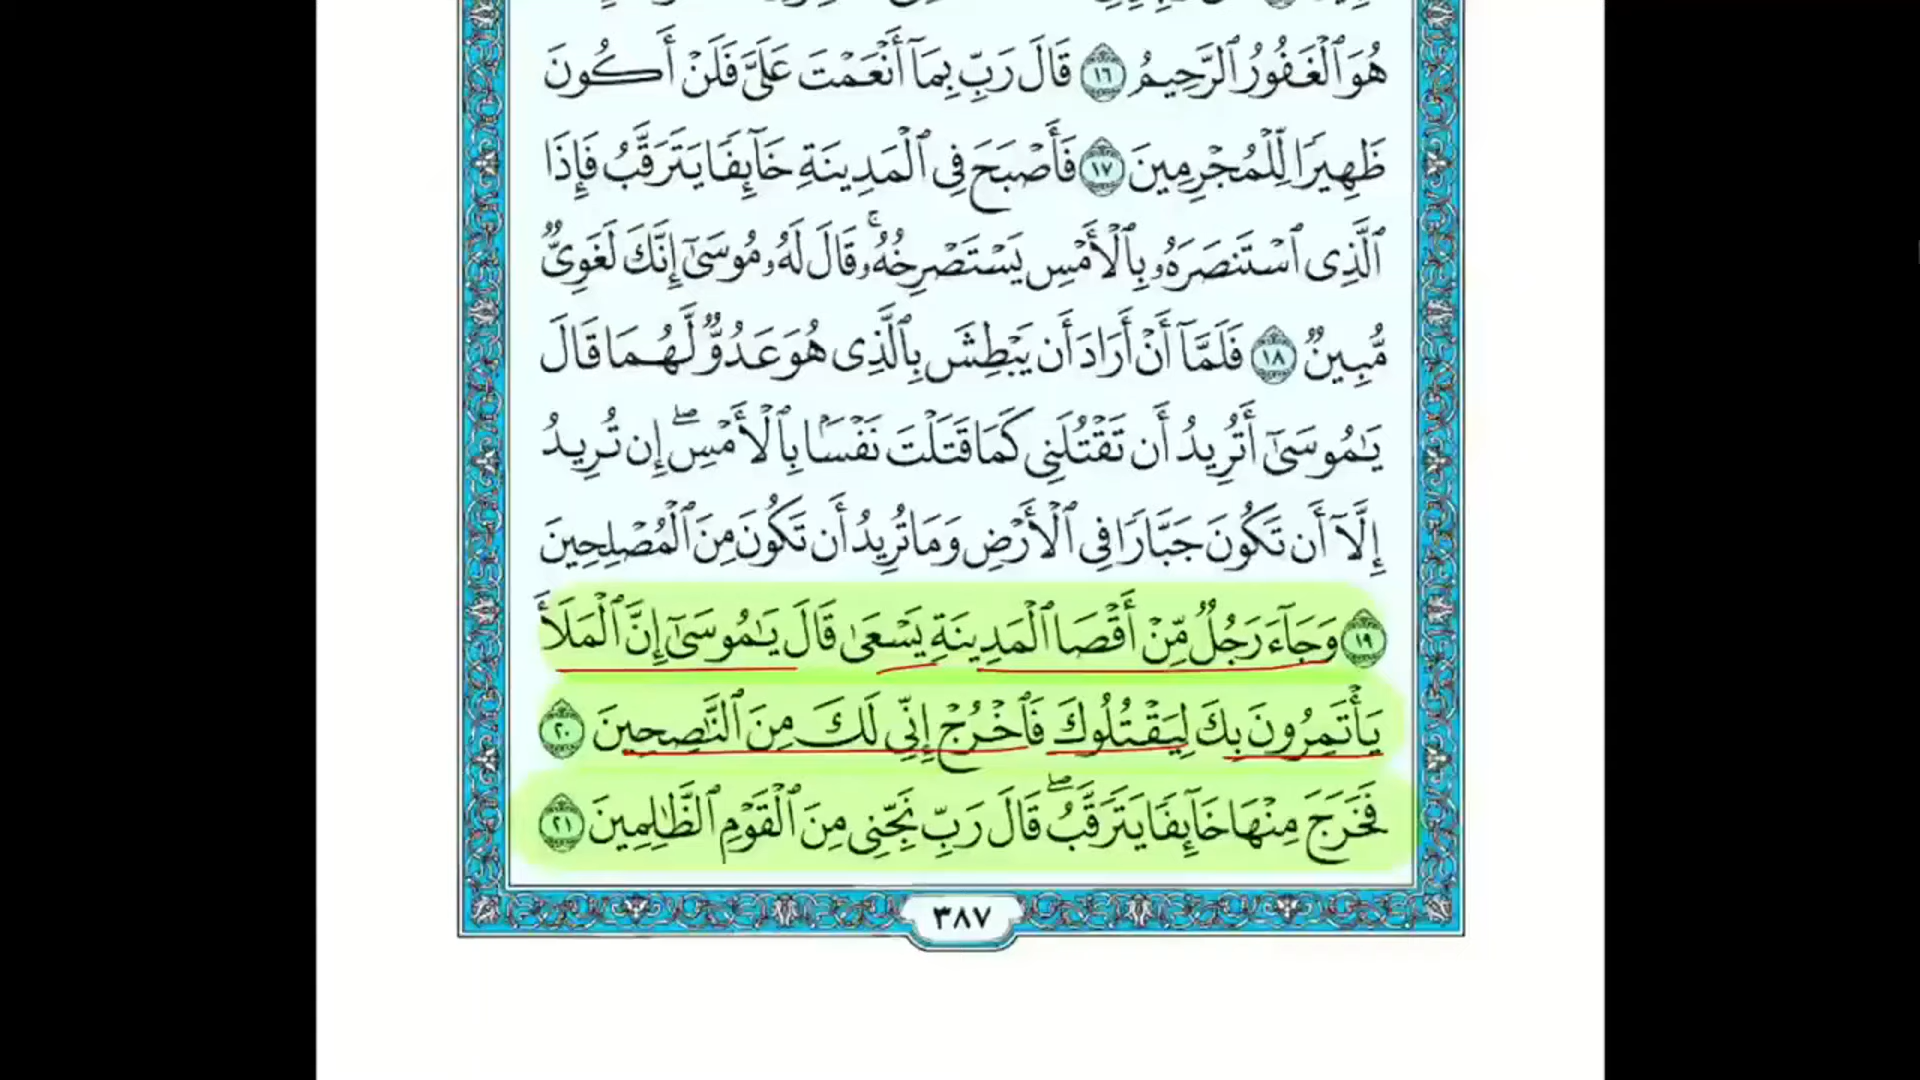 هُوَ ٱلْغَفُورُ ٱلرَّحِيمُ ١٦ قَالَ رَبِّ بِمَآ أَنْعَمْتَ عَلَىَّ فَلَنْ أَكُونَ
ظَهِيرًا لِّلْمُجْرِمِينَ ١٧ فَأَصْبَحَ فِى ٱلْمَدِينَةِ خَآئِفًا يَتَرَقَّبُ فَإِذَا
ٱلَّذِى ٱسْتَنصَرَهُۥ بِٱلْأَمْسِ يَسْتَصْرِخُهُۥ ۚ قَالَ لَهُۥ مُوسَىٰٓ إِنَّكَ لَغَوِىٌّ
مُّبِينٌ ١٨ فَلَمَّآ أَنْ أَرَادَ أَن يَبْطِشَ بِٱلَّذِى هُوَ عَدُوٌّ لَّهُمَا قَالَ
يَـٰمُوسَىٰٓ أَتُرِيدُ أَن تَقْتُلَنِى كَمَا قَتَلْتَ نَفْسًۢا بِٱلْأَمْسِ ۖ إِن تُرِيدُ
إِلَّآ أَن تَكُونَ جَبَّارًا فِى ٱلْأَرْضِ وَمَا تُرِيدُ أَن تَكُونَ مِنَ ٱلْمُصْلِحِينَ
١٩ وَجَآءَ رَجُلٌ مِّنْ أَقْصَا ٱلْمَدِينَةِ يَسْعَىٰ قَالَ يَـٰمُوسَىٰٓ إِنَّ ٱلْمَلَأَ
يَأْتَمِرُونَ بِكَ لِيَقْتُلُوكَ فَٱخْرُجْ إِنِّى لَكَ مِنَ ٱلنَّـٰصِحِينَ ٢٠
فَخَرَجَ مِنْهَا خَآئِفًا يَتَرَقَّبُ ۖ قَالَ رَبِّ نَجِّنِى مِنَ ٱلْقَوْمِ ٱلظَّـٰلِمِينَ ٢١
٣٨٧